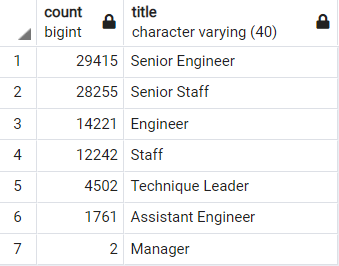 count title
bigint character varying (40)
1 29415 Senior Engineer
2 28255 Senior Staff
3 14221 Engineer
4 12242 Staff
5 4502 Technique Leader
6 1761 Assistant Engineer
7 2 Manager